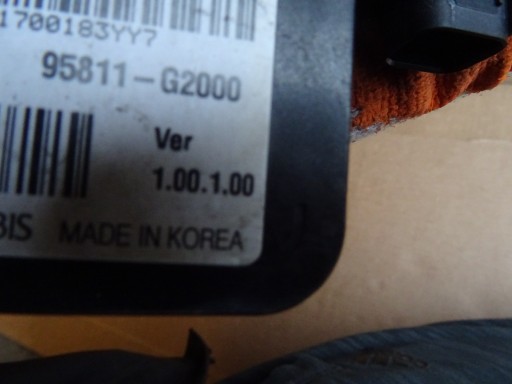 1700183YY7
95811-G2000
Ver
1.00.1.00
BIS MADE IN KOREA